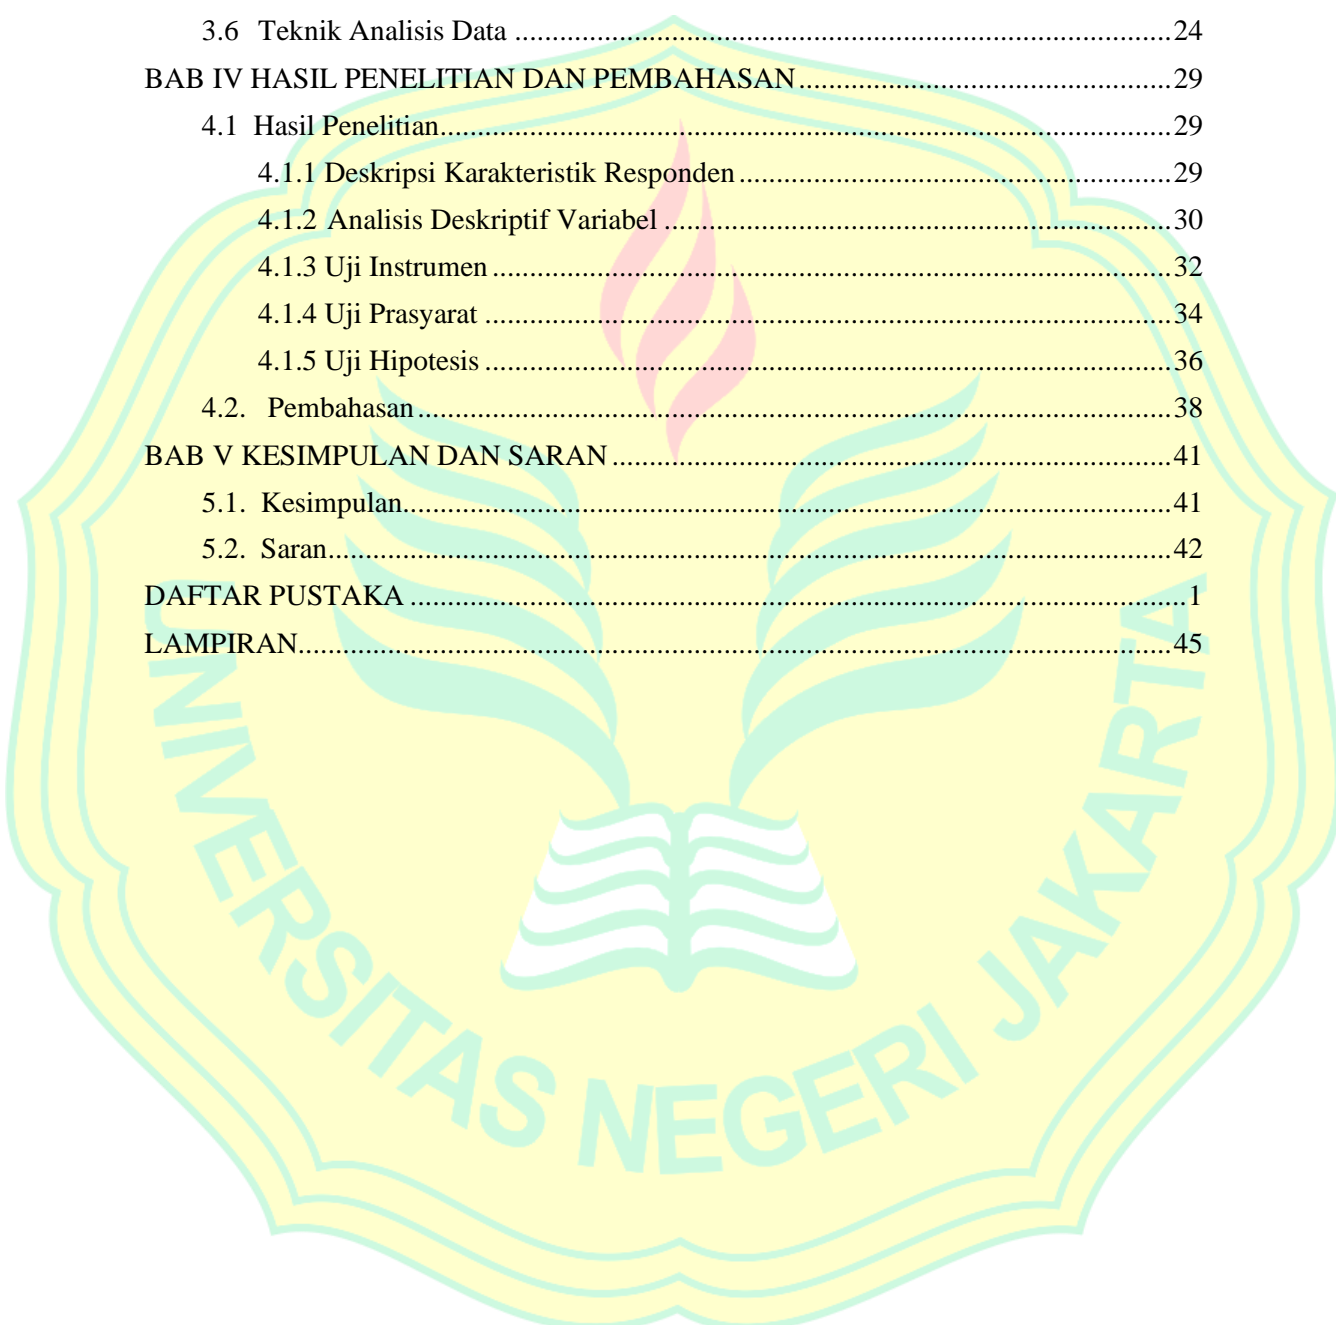 3.6 Teknik Analisis Data ........................................................................................24
BAB IV HASIL PENELITIAN DAN PEMBAHASAN..................................................29
4.1 Hasil Penelitian..................................................................................................29
4.1.1 Deskripsi Karakteristik Responden..........................................................29
4.1.2 Analisis Deskriptif Variabel ....................................................................30
4.1.3 Uji Instrumen ...........................................................................................32
4.1.4 Uji Prasyarat ............................................................................................34
4.1.5 Uji Hipotesis ............................................................................................36
4.2. Pembahasan.....................................................................................................38
BAB V KESIMPULAN DAN SARAN ...........................................................................41
5.1. Kesimpulan.......................................................................................................41
5.2. Saran.................................................................................................................42
DAFTAR PUSTAKA ........................................................................................................1
LAMPIRAN.....................................................................................................................45
UNIVERSITAS NEGERI JAKARTA